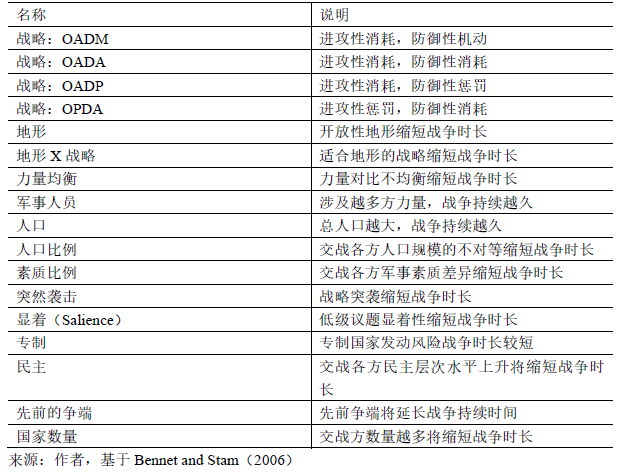 名称 说明
战略：OADM 进攻性消耗，防御性机动
战略：OADA 进攻性消耗，防御性消耗
战略：OADP 进攻性消耗，防御性惩罚
战略：OPDA 进攻性惩罚，防御性消耗
地形 开放性地形缩短战争时长
地形 X 战略 适合地形的战略缩短战争时长
力量均衡 力量对比不均衡缩短战争时长
军事人员 涉及越多方力量，战争持续越久
人口 总人口越大，战争持续越久
人口比例 交战各方人口规模的不对等缩短战争时长
素质比例 交战各方军事素质差异缩短战争时长
突然袭击 战略突袭缩短战争时长
显着（Salience） 低级议题显着性缩短战争时长
专制 专制国家发动风险战争时长较短
民主 交战各方民主层次水平上升将缩短战争时
长
先前的争端 先前争端将延长战争持续时间
国家数量 交战方数量越多将缩短战争时长
来源：作者，基于 Bennet and Stam（2006）